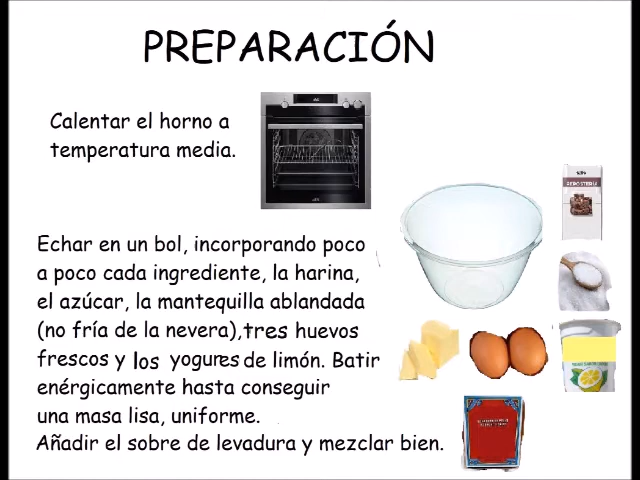 PREPARACIÓN
Calentar el horno a
temperatura media.
Echar en un bol, incorporando poco
a poco cada ingrediente, la harina,
el azúcar, la mantequilla ablandada
(no fría de la nevera),tres huevos
frescos y los yogures de limón. Batir
enérgicamente hasta conseguir
una masa lisa, uniforme.
Añadir el sobre de levadura y mezclar bien.